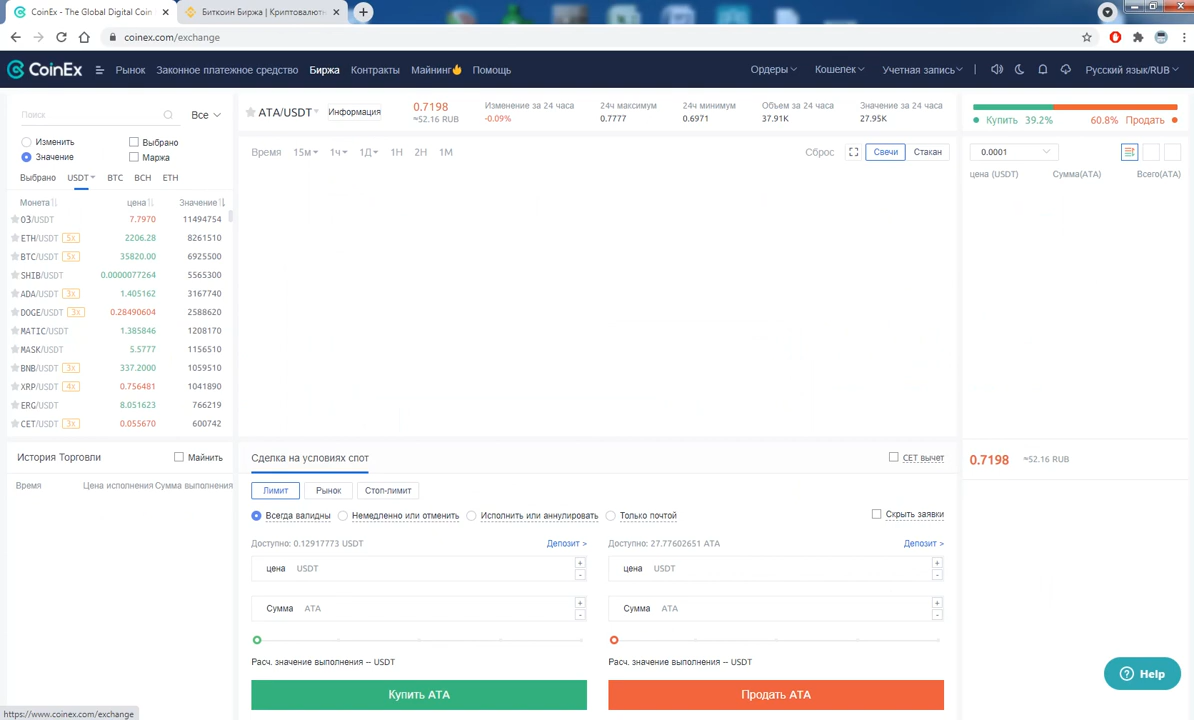 CoinEx - The Global Digital Coin
Биткоин Биржа | Криптовалютн
coinex.com/exchange
CoinEx
Рынок
Законное платежное средство
Биржа
Контракты
Майнинг
Помощь
Ордеры
Кошелек
Учетная запись
Русский язык/RUB
Поиск
Все
Изменить
Выбрано
Значение
Маржа
Выбрано USDT BTC BCH ETH
Монета цена Значение
O3/USDT 7.7970 11494754
ETH/USDT 5x 2206.28 8261510
BTC/USDT 5x 35820.00 6925500
SHIB/USDT 0.0000077264 5565300
ADA/USDT 3x 1.405162 3167740
DOGE/USDT 3x 0.28490604 2588620
MATIC/USDT 1.385846 1208170
MASK/USDT 5.5777 1156510
BNB/USDT 3x 337.2000 1059510
XRP/USDT 4x 0.756481 1041890
ERG/USDT 8.051623 766219
CET/USDT 3x 0.055670 600742
История Торговли
Майнить
Время Цена исполнения Сумма выполнения
ATA/USDT
Информация
0.7198
≈52.16 RUB
Изменение за 24 часа
-0.09%
24ч максимум
0.7777
24ч минимум
0.6971
Объем за 24 часа
37.91K
Значение за 24 часа
27.95K
Время 15м 1ч 1Д 1Н 2Н 1М
Сброс
Свечи
Стакан
Сделка на условиях спот
CET вычет
Лимит
Рынок
Стоп-лимит
Всегда валидны
Немедленно или отменить
Исполнить или аннулировать
Только почтой
Скрыть заявки
Доступно: 0.12917773 USDT
Депозит >
цена USDT
+
-
Сумма ATA
+
-
Расч. значение выполнения -- USDT
Купить ATA
Доступно: 27.77602651 ATA
Депозит >
цена USDT
+
-
Сумма ATA
+
-
Расч. значение выполнения -- USDT
Продать ATA
Купить 39.2%
60.8% Продать
0.0001
цена (USDT) Сумма(ATA) Всего(ATA)
0.7198 ≈52.16 RUB
Help
https://www.coinex.com/exchange